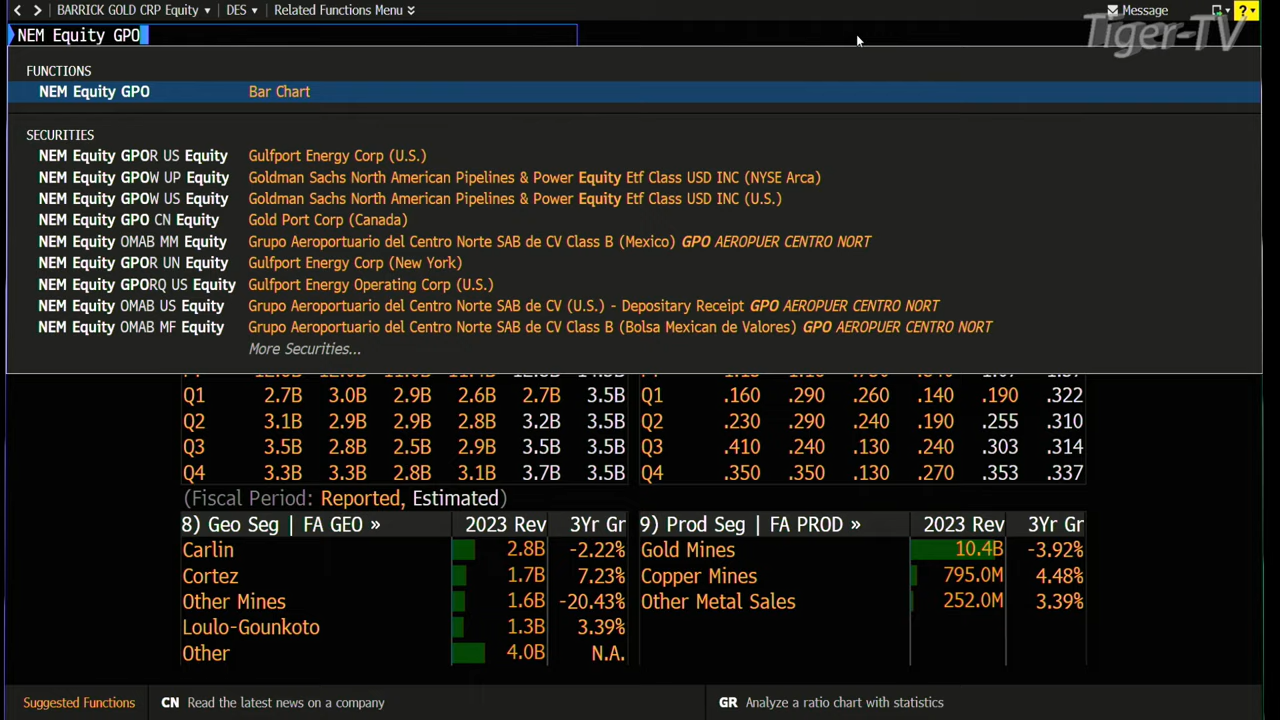 BARRICK GOLD CRP Equity DES Related Functions Menu Message ?
Tiger-TV
NEM Equity GPO
FUNCTIONS
NEM Equity GPO Bar Chart
SECURITIES
NEM Equity GPOR US Equity Gulfport Energy Corp (U.S.)
NEM Equity GPOW UP Equity Goldman Sachs North American Pipelines & Power Equity Etf Class USD INC (NYSE Arca)
NEM Equity GPOW US Equity Goldman Sachs North American Pipelines & Power Equity Etf Class USD INC (U.S.)
NEM Equity GPO CN Equity Gold Port Corp (Canada)
NEM Equity OMAB MM Equity Grupo Aeroportuario del Centro Norte SAB de CV Class B (Mexico) GPO AEROPUER CENTRO NORT
NEM Equity GPOR UN Equity Gulfport Energy Corp (New York)
NEM Equity GPORQ US Equity Gulfport Energy Operating Corp (U.S.)
NEM Equity OMAB US Equity Grupo Aeroportuario del Centro Norte SAB de CV (U.S.) - Depositary Receipt GPO AEROPUER CENTRO NORT
NEM Equity OMAB MF Equity Grupo Aeroportuario del Centro Norte SAB de CV Class B (Bolsa Mexican de Valores) GPO AEROPUER CENTRO NORT
More Securities...
Q1 2.7B 3.0B 2.9B 2.6B 2.7B 3.5B Q1 .160 .290 .260 .140 .190 .322
Q2 3.1B 2.9B 2.9B 2.8B 3.2B 3.5B Q2 .230 .290 .240 .190 .255 .310
Q3 3.5B 2.8B 2.5B 2.9B 3.5B 3.5B Q3 .410 .240 .130 .240 .303 .314
Q4 3.3B 3.3B 2.8B 3.1B 3.7B 3.5B Q4 .350 .350 .130 .270 .353 .337
(Fiscal Period: Reported, Estimated)
8) Geo Seg | FA GEO » 2023 Rev 3Yr Gr 9) Prod Seg | FA PROD » 2023 Rev 3Yr Gr
Carlin 2.8B -2.22% Gold Mines 10.4B -3.92%
Cortez 1.7B 7.23% Copper Mines 795.0M 4.48%
Other Mines 1.6B -20.43% Other Metal Sales 252.0M 3.39%
Loulo-Gounkoto 1.3B 3.39%
Other 4.0B N.A.
Suggested Functions CN Read the latest news on a company GR Analyze a ratio chart with statistics